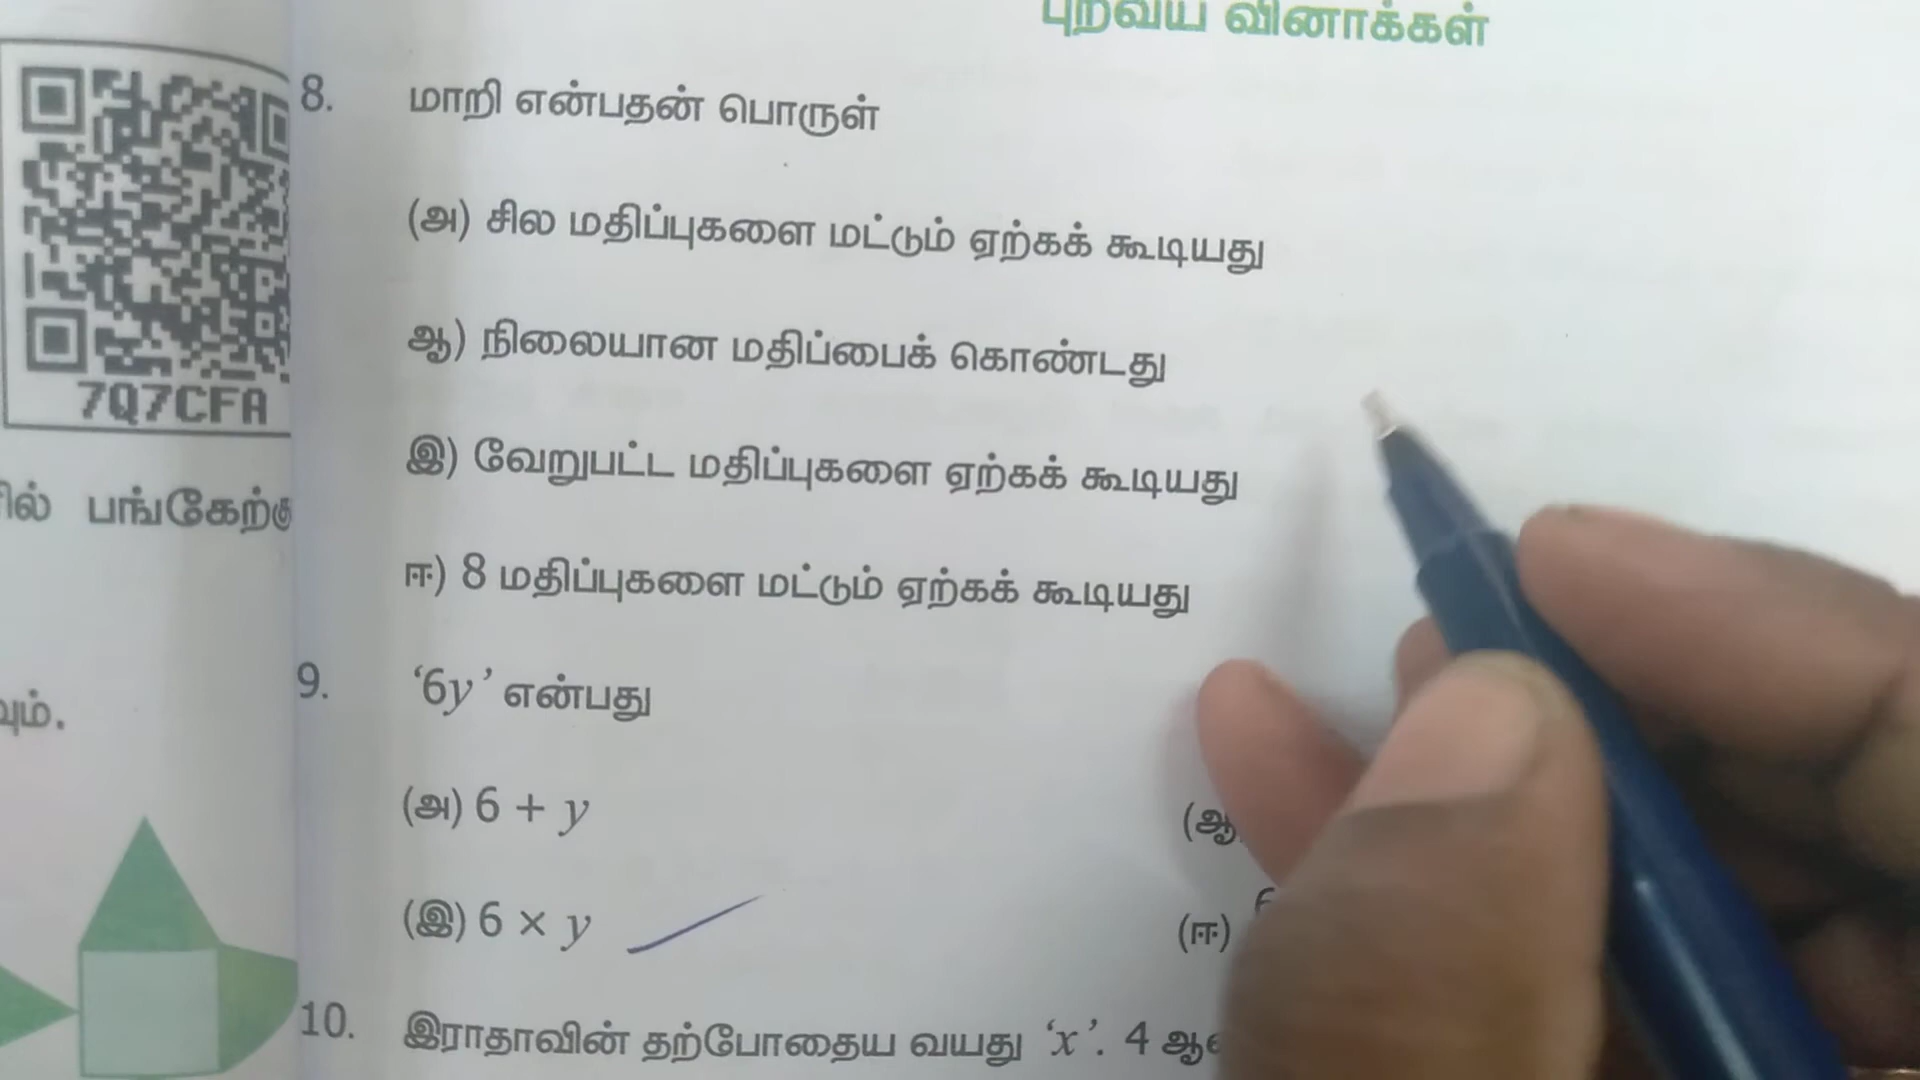 புறவய வினாக்கள்
8. மாறி என்பதன் பொருள்
(அ) சில மதிப்புகளை மட்டும் ஏற்கக் கூடியது
ஆ) நிலையான மதிப்பைக் கொண்டது
இ) வேறுபட்ட மதிப்புகளை ஏற்கக் கூடியது
ஈ) 8 மதிப்புகளை மட்டும் ஏற்கக் கூடியது
9. ‘6y’ என்பது
(அ) 6 + y (ஆ
(இ) 6 × y (ஈ) 6
10. இராதாவின் தற்போதைய வயது ‘x’. 4
7Q7CFA
பங்கேற்கு